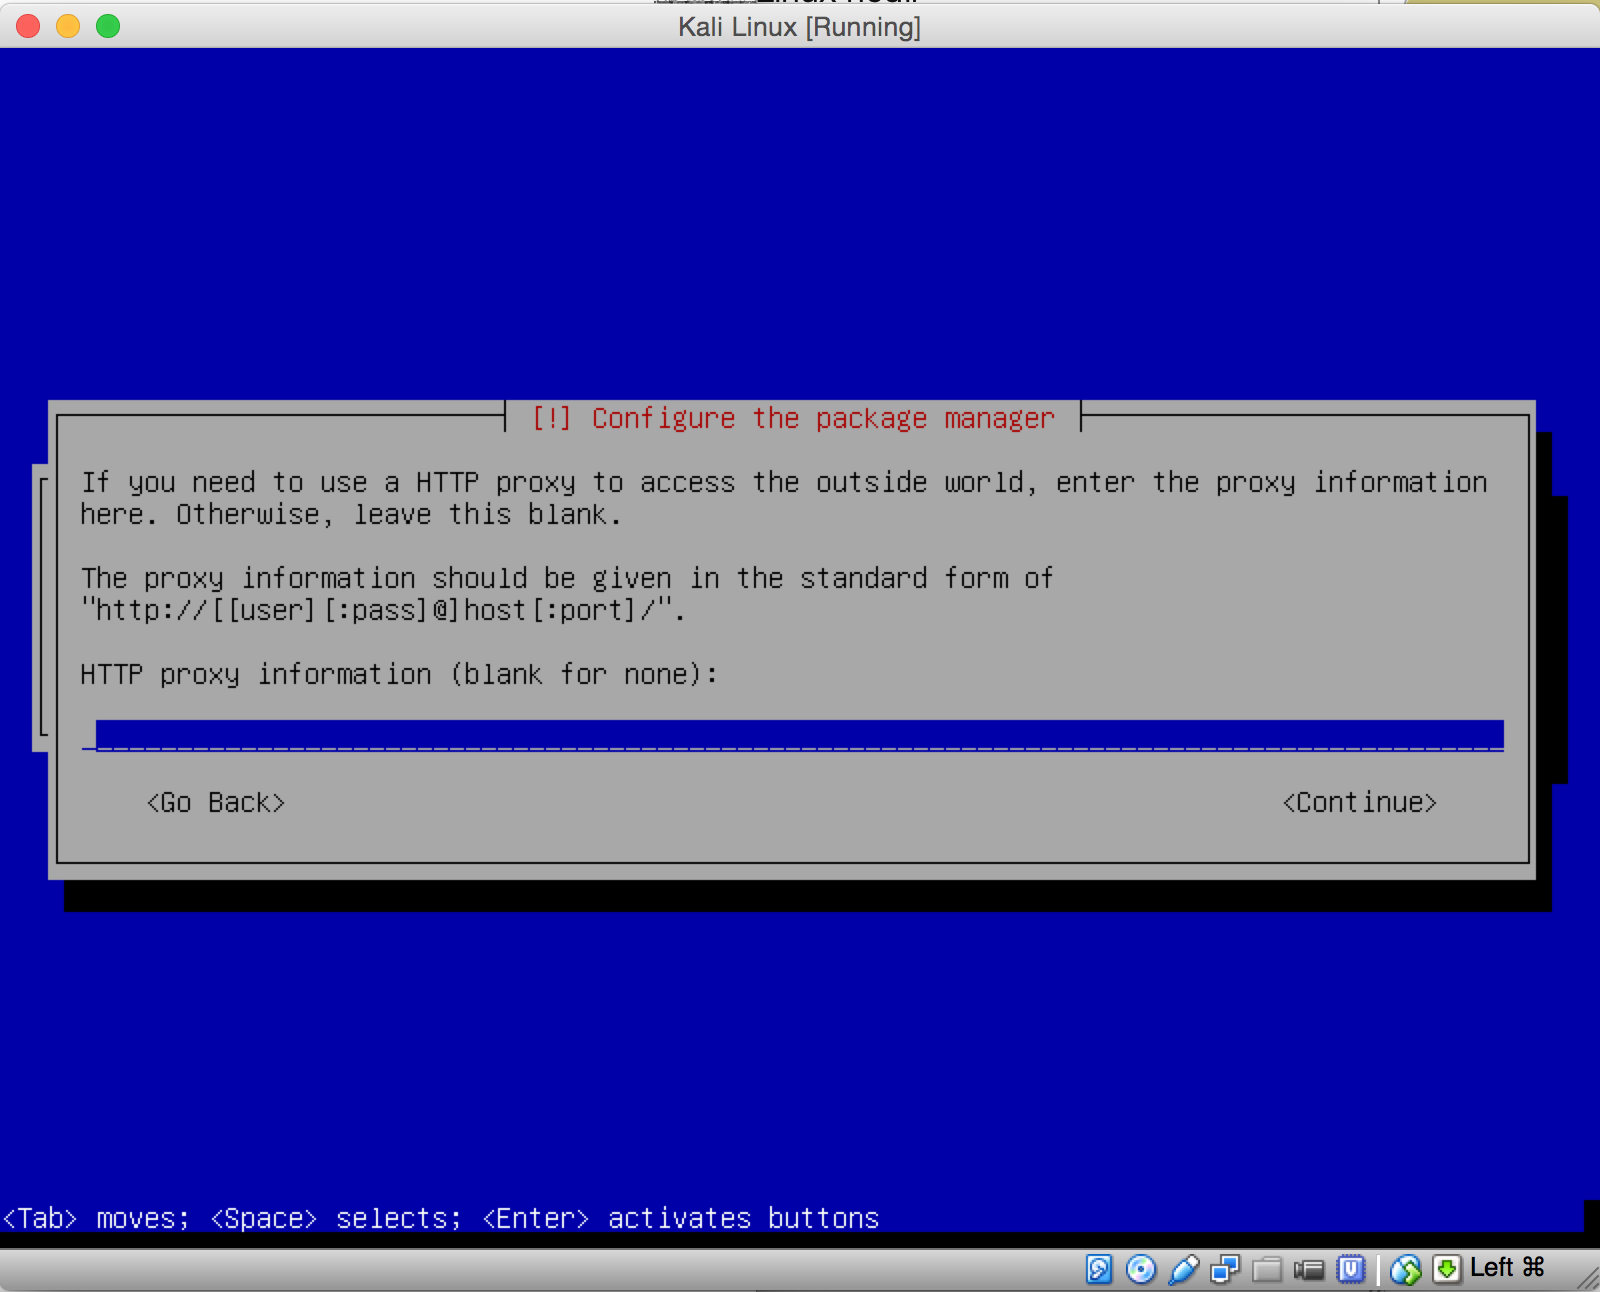 Kali Linux [Running]
[!] Configure the package manager
If you need to use a HTTP proxy to access the outside world, enter the proxy information
here. Otherwise, leave this blank.
The proxy information should be given in the standard form of
"http://[[user][:pass]@]host[:port]/".
HTTP proxy information (blank for none):
<Go Back> <Continue>
<Tab> moves; <Space> selects; <Enter> activates buttons
Left ⌘